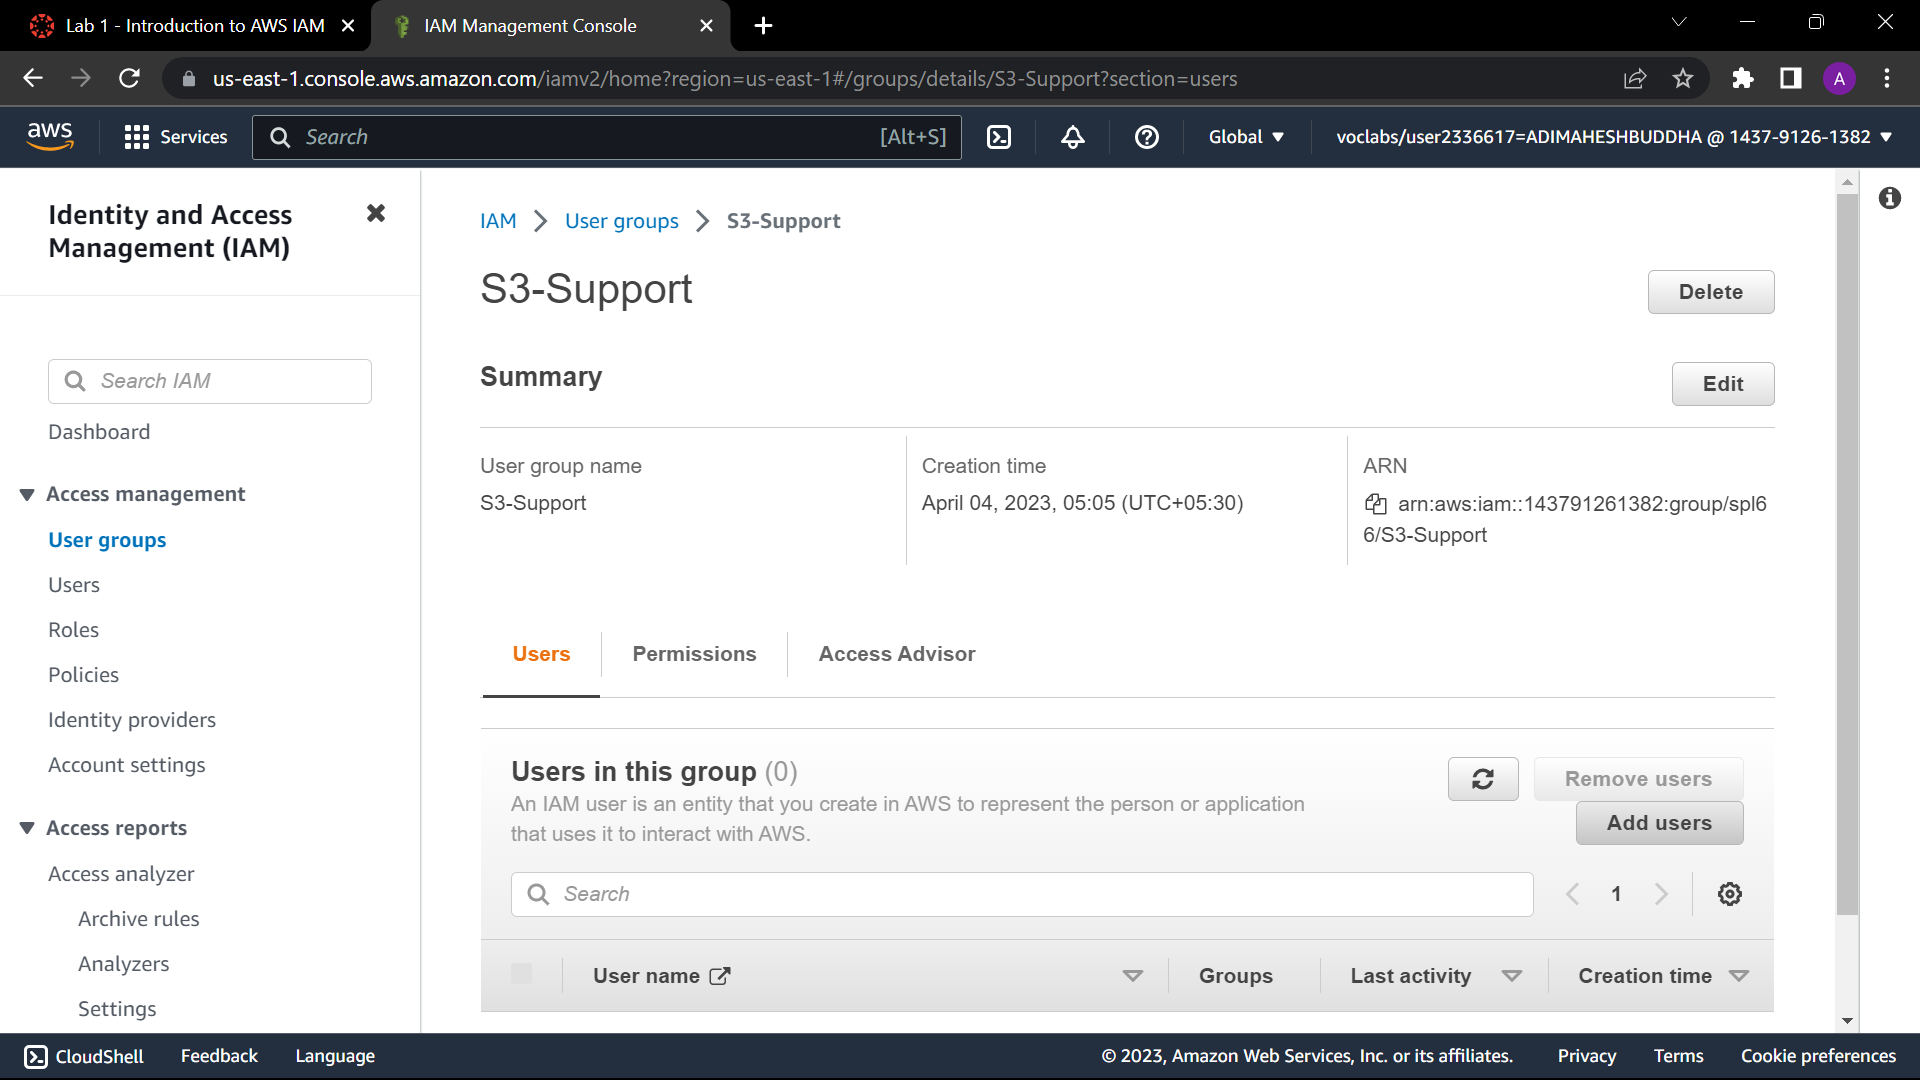 Lab 1 - Introduction to AWS IAM
IAM Management Console
us-east-1.console.aws.amazon.com/iamv2/home?region=us-east-1#/groups/details/S3-Support?section=users
A
aws
Services
Search
[Alt+S]
Global
voclabs/user2336617=ADIMAHESHBUDDHA @ 1437-9126-1382
Identity and Access
Management (IAM)
Search IAM
Dashboard
Access management
User groups
Users
Roles
Policies
Identity providers
Account settings
Access reports
Access analyzer
Archive rules
Analyzers
Settings
IAM > User groups > S3-Support
S3-Support
Delete
Summary
Edit
User group name
S3-Support
Creation time
April 04, 2023, 05:05 (UTC+05:30)
ARN
arn:aws:iam::143791261382:group/spl6
6/S3-Support
Users
Permissions
Access Advisor
Users in this group (0)
An IAM user is an entity that you create in AWS to represent the person or application
that uses it to interact with AWS.
Remove users
Add users
Search
1
User name
Groups
Last activity
Creation time
CloudShell
Feedback
Language
© 2023, Amazon Web Services, Inc. or its affiliates.
Privacy
Terms
Cookie preferences